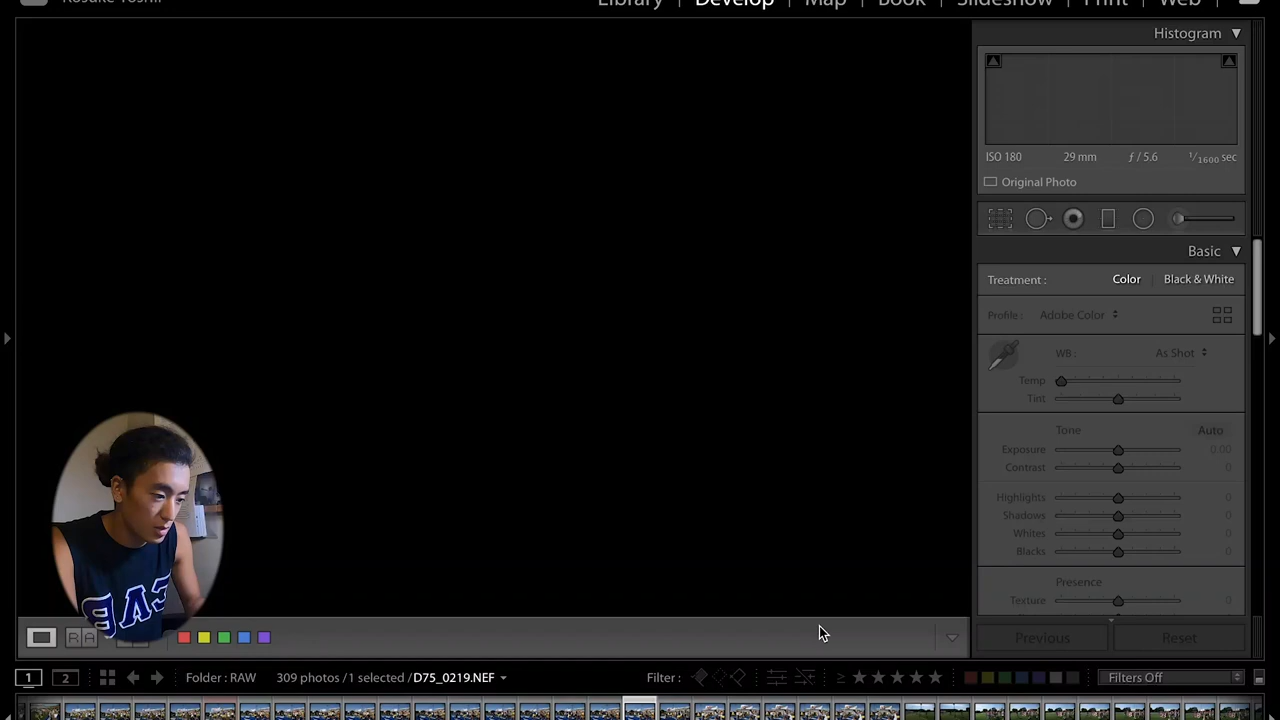 Kosuke Yoshii
Library | Develop | Map | Book | Slideshow | Print | Web
Histogram
ISO 180 29 mm ƒ / 5.6 1/1600 sec
Original Photo
Basic
Treatment : Color | Black & White
Profile : Adobe Color
WB : As Shot
Temp
Tint
Tone Auto
Exposure 0.00
Contrast 0
Highlights 0
Shadows 0
Whites 0
Blacks 0
Presence
Texture 0
Previous Reset
R A
1 2 Folder : RAW 309 photos / 1 selected / D75_0219.NEF Filter : ≥ ★★★★★ Filters Off